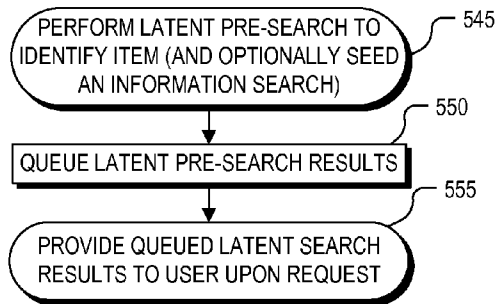 PERFORM LATENT PRE-SEARCH TO
IDENTIFY ITEM (AND OPTIONALLY SEED
AN INFORMATION SEARCH)
545
550
QUEUE LATENT PRE-SEARCH RESULTS
555
PROVIDE QUEUED LATENT SEARCH
RESULTS TO USER UPON REQUEST